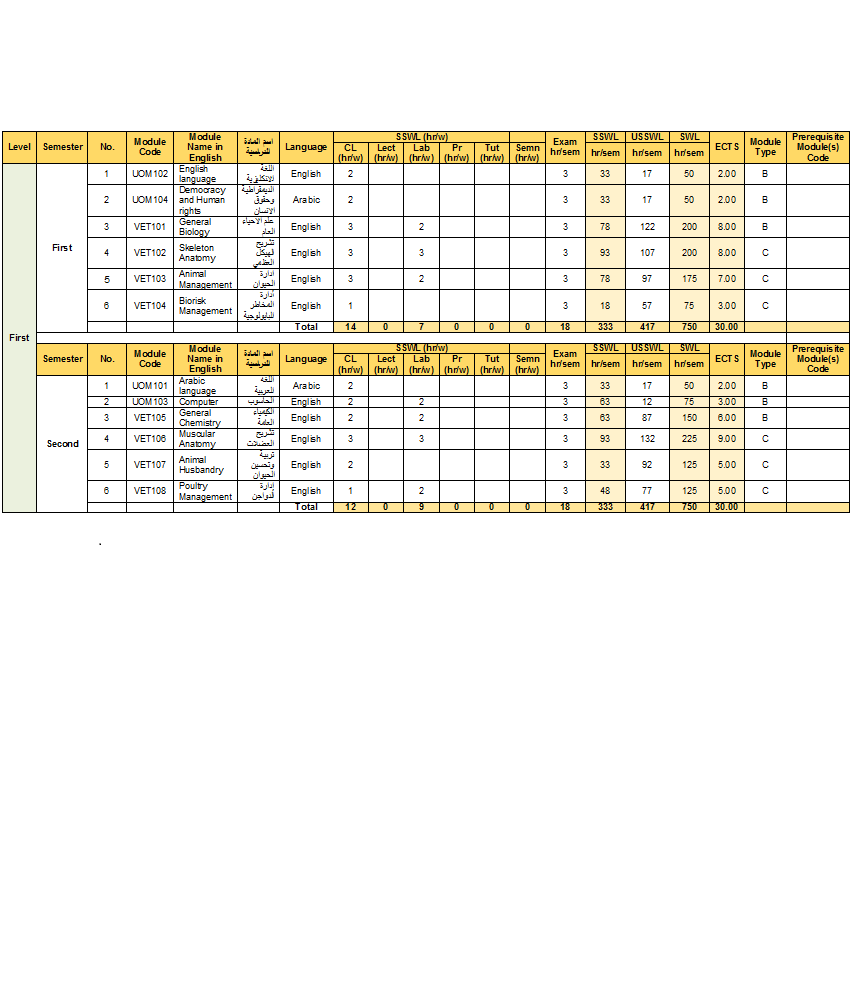 Level Semester No. Module Code Module Name in English اسم المادة الدراسية Language SSWL (hr/w) Exam hr/sem SSWL USSWL SWL ECTS Module Type Prerequisite Module(s) Code
CL (hr/w) Lect (hr/w) Lab (hr/w) Pr (hr/w) Tut (hr/w) Semn (hr/w) hr/sem hr/sem hr/sem
First First 1 UOM102 English language اللغة الانكليزية English 2 3 33 17 50 2.00 B
2 UOM104 Democracy and Human rights الديمقراطية وحقوق الانسان Arabic 2 3 33 17 50 2.00 B
3 VET101 General Biology علم الاحياء العام English 3 2 3 78 122 200 8.00 B
4 VET102 Skeleton Anatomy تشريح الهيكل العظمي English 3 3 3 93 107 200 8.00 C
5 VET103 Animal Management ادارة الحيوان English 3 2 3 78 97 175 7.00 C
6 VET104 Biorisk Management أدارة المخاطر البايولوجية English 1 3 18 57 75 3.00 C
Total 14 0 7 0 0 0 18 333 417 750 30.00
Semester No. Module Code Module Name in English اسم المادة الدراسية Language SSWL (hr/w) Exam hr/sem SSWL USSWL SWL ECTS Module Type Prerequisite Module(s) Code
CL (hr/w) Lect (hr/w) Lab (hr/w) Pr (hr/w) Tut (hr/w) Semn (hr/w) hr/sem hr/sem hr/sem
Second 1 UOM101 Arabic language اللغة العربية Arabic 2 3 33 17 50 2.00 B
2 UOM103 Computer الحاسوب English 2 2 3 63 12 75 3.00 B
3 VET105 General Chemistry الكيمياء العامة English 2 2 3 63 87 150 6.00 B
4 VET106 Muscular Anatomy تشريح العضلات English 3 3 3 93 132 225 9.00 C
5 VET107 Animal Husbandry تربية وتحسين الحيوان English 2 3 33 92 125 5.00 C
6 VET108 Poultry Management إدارة الدواجن English 1 2 3 48 77 125 5.00 C
Total 12 0 9 0 0 0 18 333 417 750 30.00